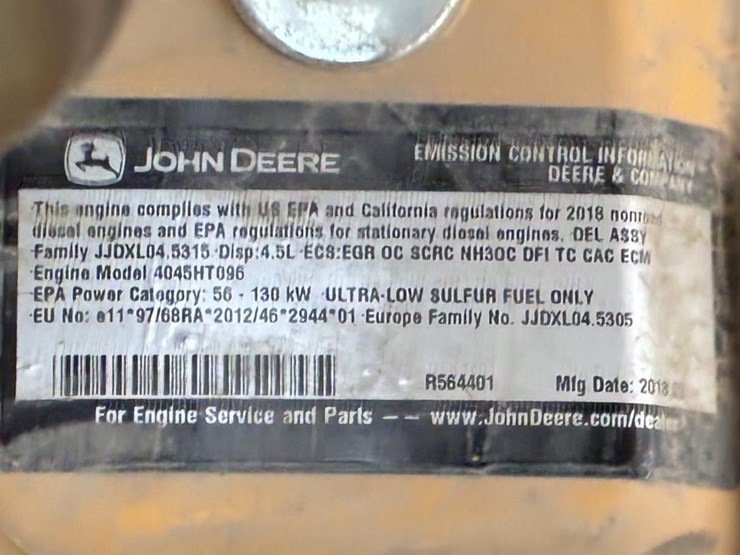 JOHN DEERE
EMISSION CONTROL INFORMATION
DEERE & COMPANY
This engine complies with US EPA and California regulations for 2018
diesel engines and EPA regulations for stationary diesel engines. DEL ASSY
·Family JJDXL04.5315 ·Disp:4.5L ·ECS:EGR OC SCRC NH3OC DFI TC CAC ECM
·Engine Model 4045HT096
·EPA Power Category: 56 - 130 kW ·ULTRA-LOW SULFUR FUEL ONLY
·EU No: e11*97/68RA*2012/46*2944*01 ·Europe Family No. JJDXL04.5305
R564401 Mfg Date: 2018
For Engine Service and Parts -- www.JohnDeere.com/dealer